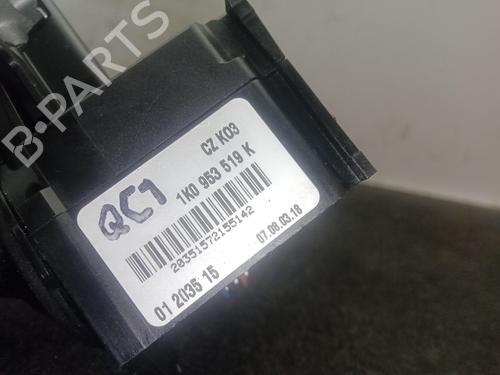 B-PARTS
CZ K03
QC1
1K0 953 519 K
20351572155142
01 2035 15
07.08.03.18